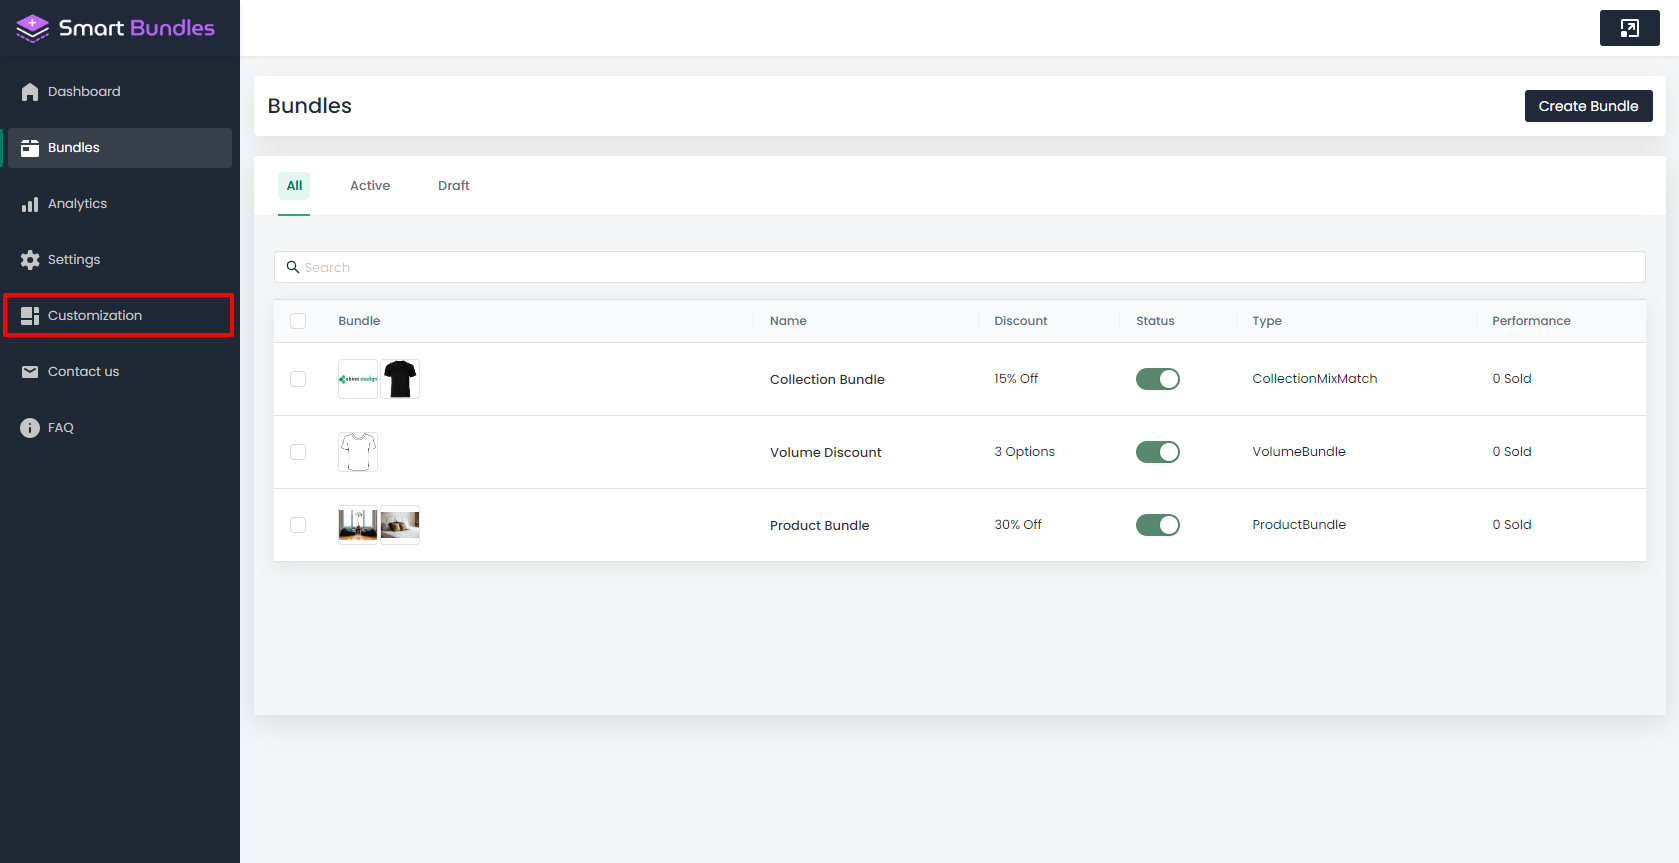 Smart Bundles
Dashboard
Bundles
Analytics
Settings
Customization
Contact us
FAQ
Bundles
Create Bundle
All Active Draft
Search
Bundle Name Discount Status Type Performance
shine dezign
Collection Bundle 15% Off CollectionMixMatch 0 Sold
Volume Discount 3 Options VolumeBundle 0 Sold
Product Bundle 30% Off ProductBundle 0 Sold